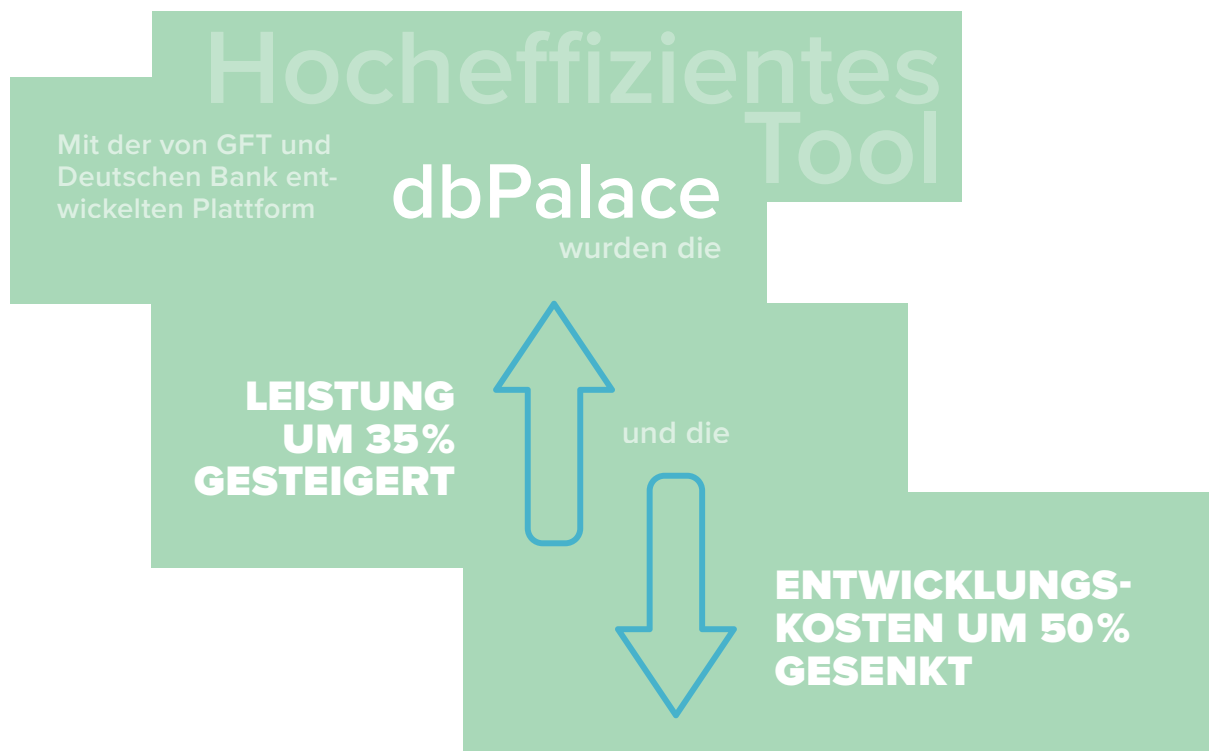 Hocheffizientes
Tool
Mit der von GFT und
Deutschen Bank ent-
wickelten Plattform
dbPalace
wurden die
LEISTUNG
UM 35%
GESTEIGERT
und die
ENTWICKLUNGS-
KOSTEN UM 50%
GESENKT